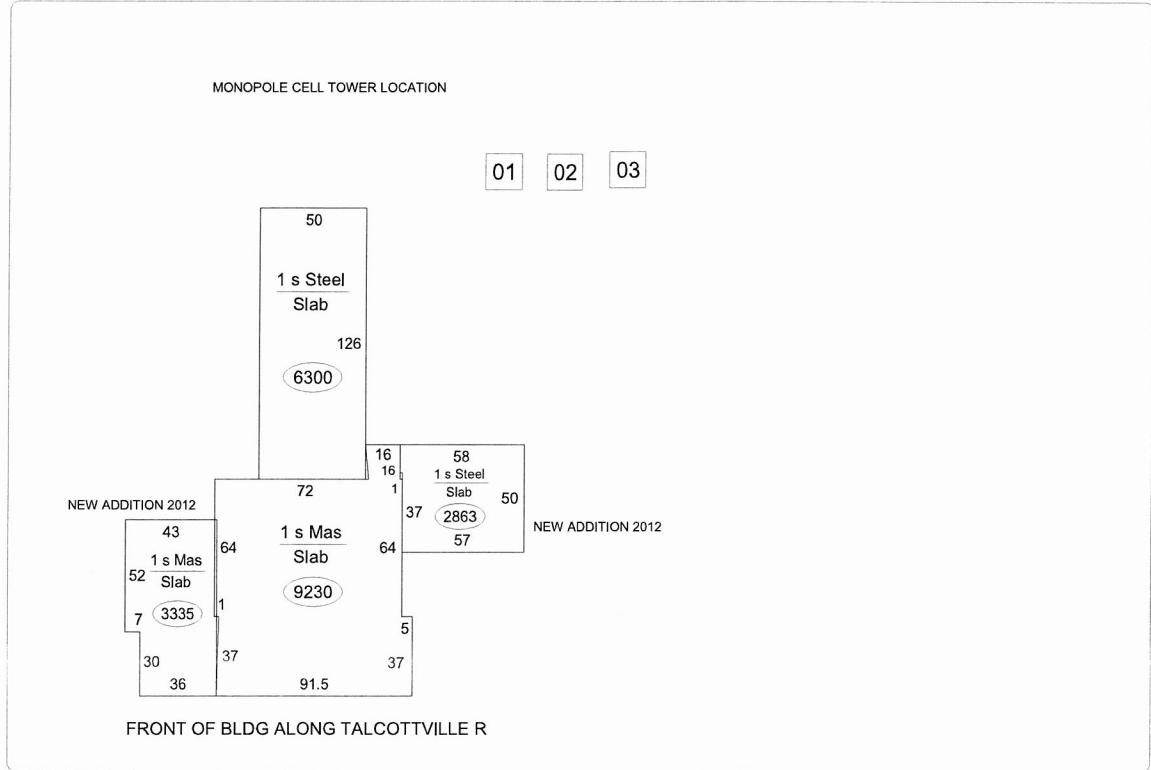 MONOPOLE CELL TOWER LOCATION
01 02 03
50
1 s Steel
Slab
126
6300
16
58
16
1 s Steel
72
1
Slab
50
NEW ADDITION 2012
37
2863
NEW ADDITION 2012
43
1 s Mas
57
64
64
1 s Mas
Slab
52
Slab
9230
1
3335
7
5
37
30
37
36
91.5
FRONT OF BLDG ALONG TALCOTTVILLE R